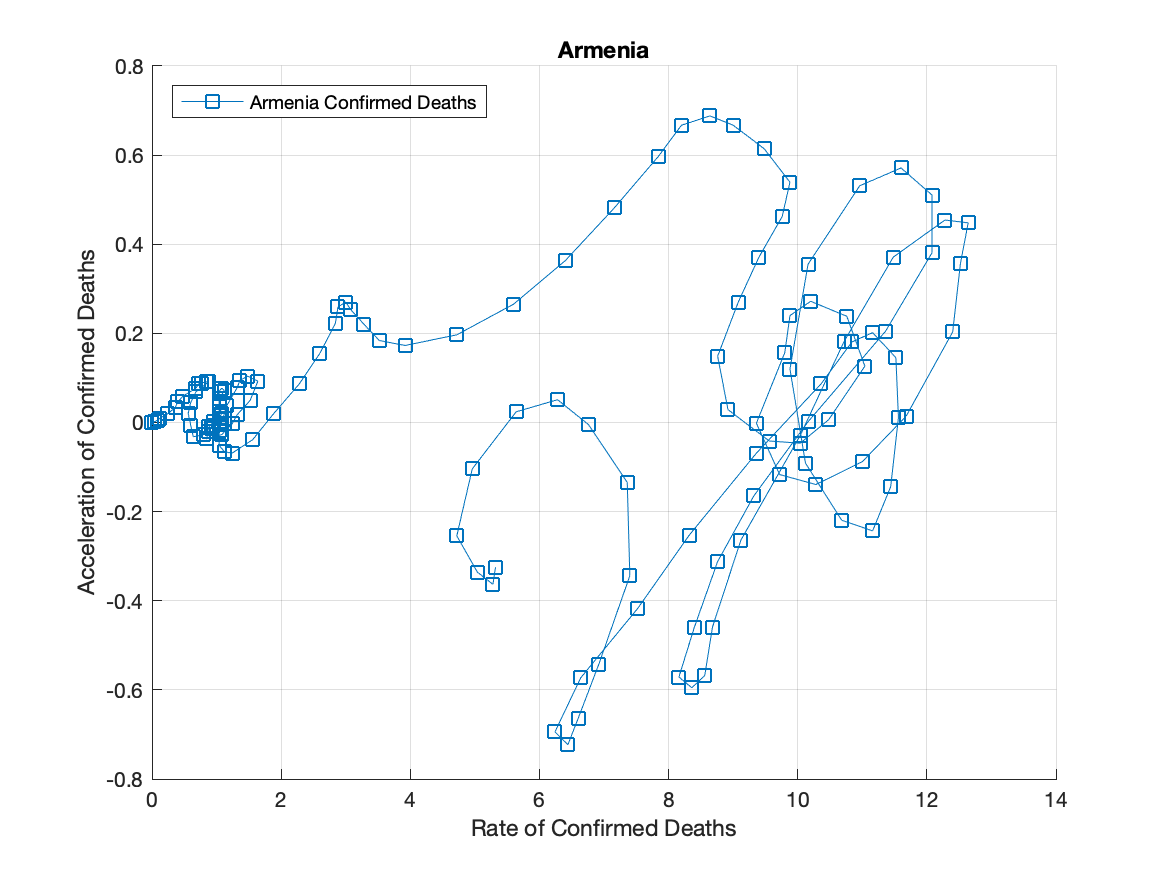 Armenia
Armenia Confirmed Deaths
0.8
0.6
0.4
0.2
0
-0.2
-0.4
-0.6
-0.8
Acceleration of Confirmed Deaths
0 2 4 6 8 10 12 14
Rate of Confirmed Deaths